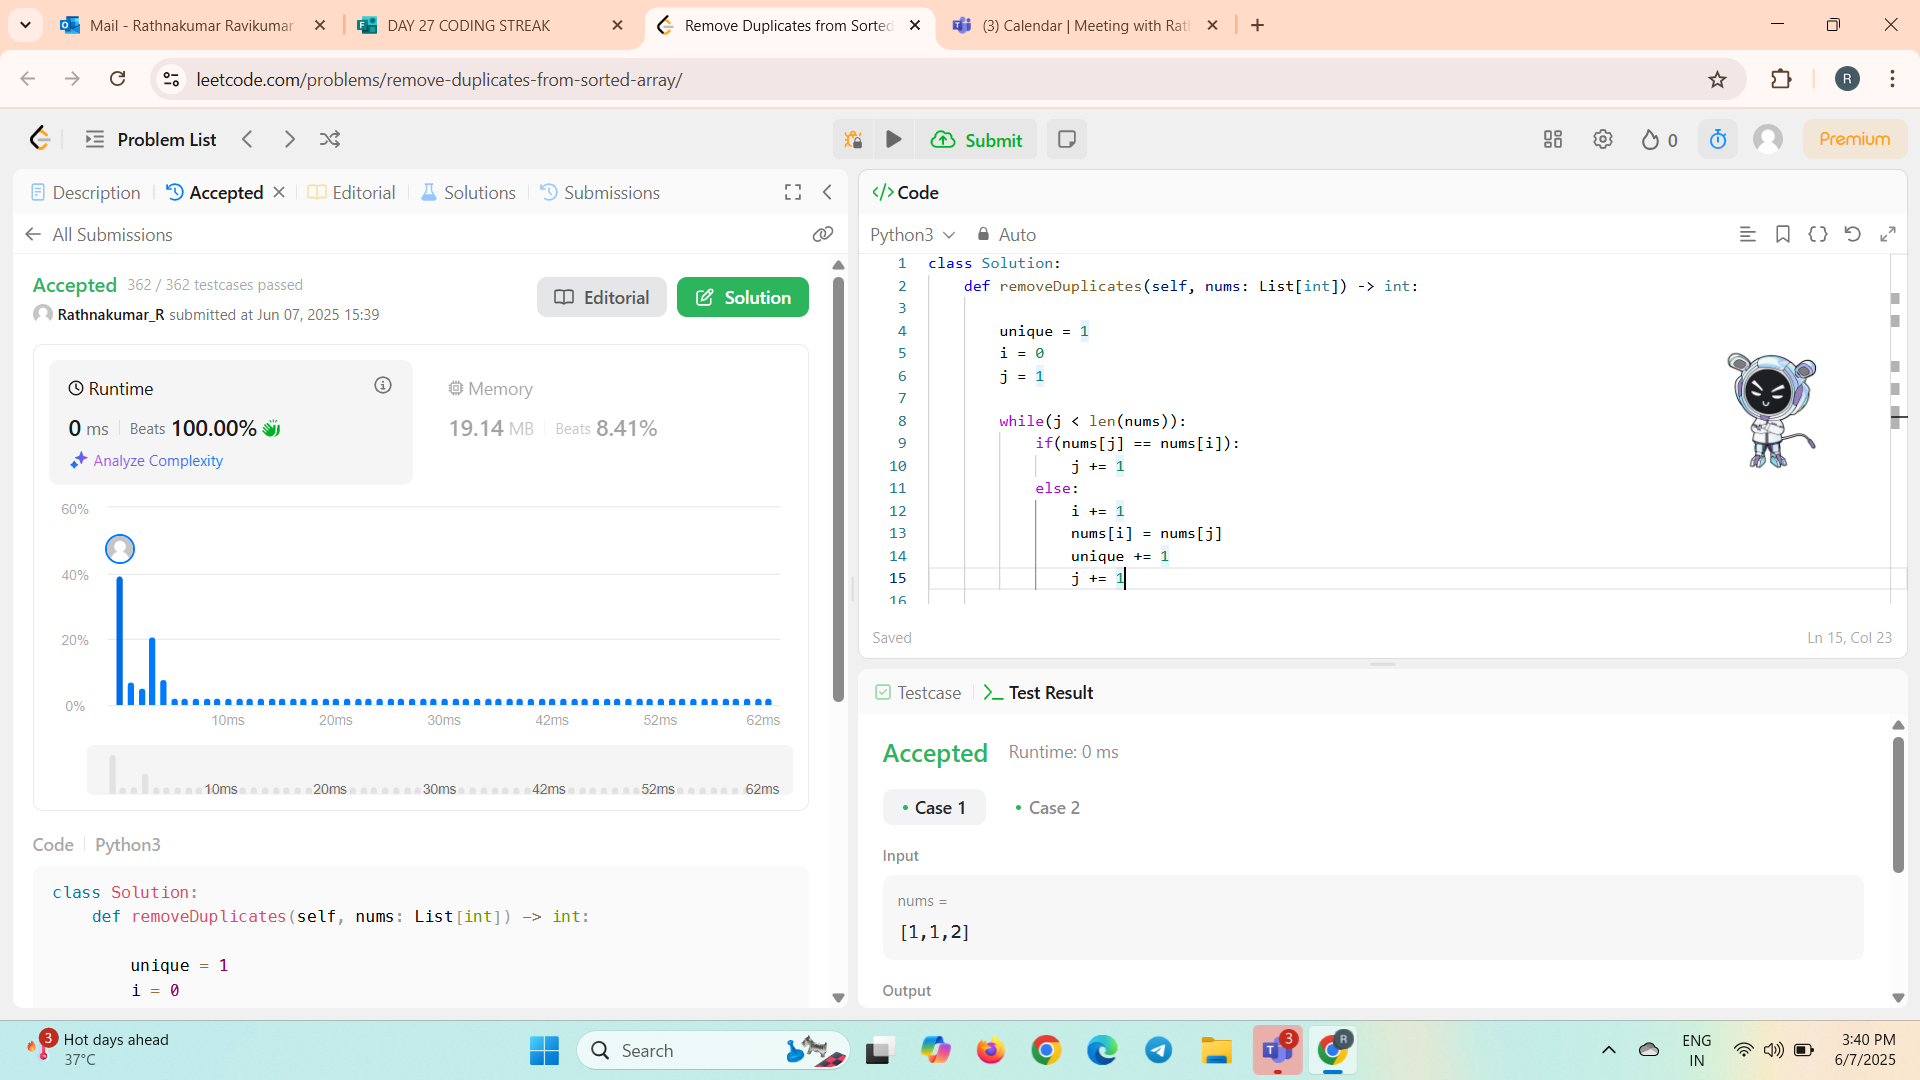 Mail - Rathnakumar Ravikumar
DAY 27 CODING STREAK
Remove Duplicates from Sorted
(3) Calendar | Meeting with Rat
leetcode.com/problems/remove-duplicates-from-sorted-array/
R
Problem List
Submit
0
Premium
Description
Accepted
Editorial
Solutions
Submissions
All Submissions
Accepted 362 / 362 testcases passed
Rathnakumar_R submitted at Jun 07, 2025 15:39
Editorial
Solution
Runtime
0 ms Beats 100.00%
Analyze Complexity
Memory
19.14 MB Beats 8.41%
60%
40%
20%
0%
10ms 20ms 30ms 42ms 52ms 62ms
10ms 20ms 30ms 42ms 52ms 62ms
Code Python3
class Solution:
    def removeDuplicates(self, nums: List[int]) -> int:
        unique = 1
        i = 0
</> Code
Python3 Auto
1 class Solution:
2     def removeDuplicates(self, nums: List[int]) -> int:
3
4         unique = 1
5         i = 0
6         j = 1
7
8         while(j < len(nums)):
9             if(nums[j] == nums[i]):
10                 j += 1
11             else:
12                 i += 1
13                 nums[i] = nums[j]
14                 unique += 1
15                 j += 1
16
Saved
Ln 15, Col 23
Testcase
>_ Test Result
Accepted Runtime: 0 ms
Case 1
Case 2
Input
nums =
[1,1,2]
Output
3
Hot days ahead
37°C
Search
T 3
R
ENG
IN
3:40 PM
6/7/2025